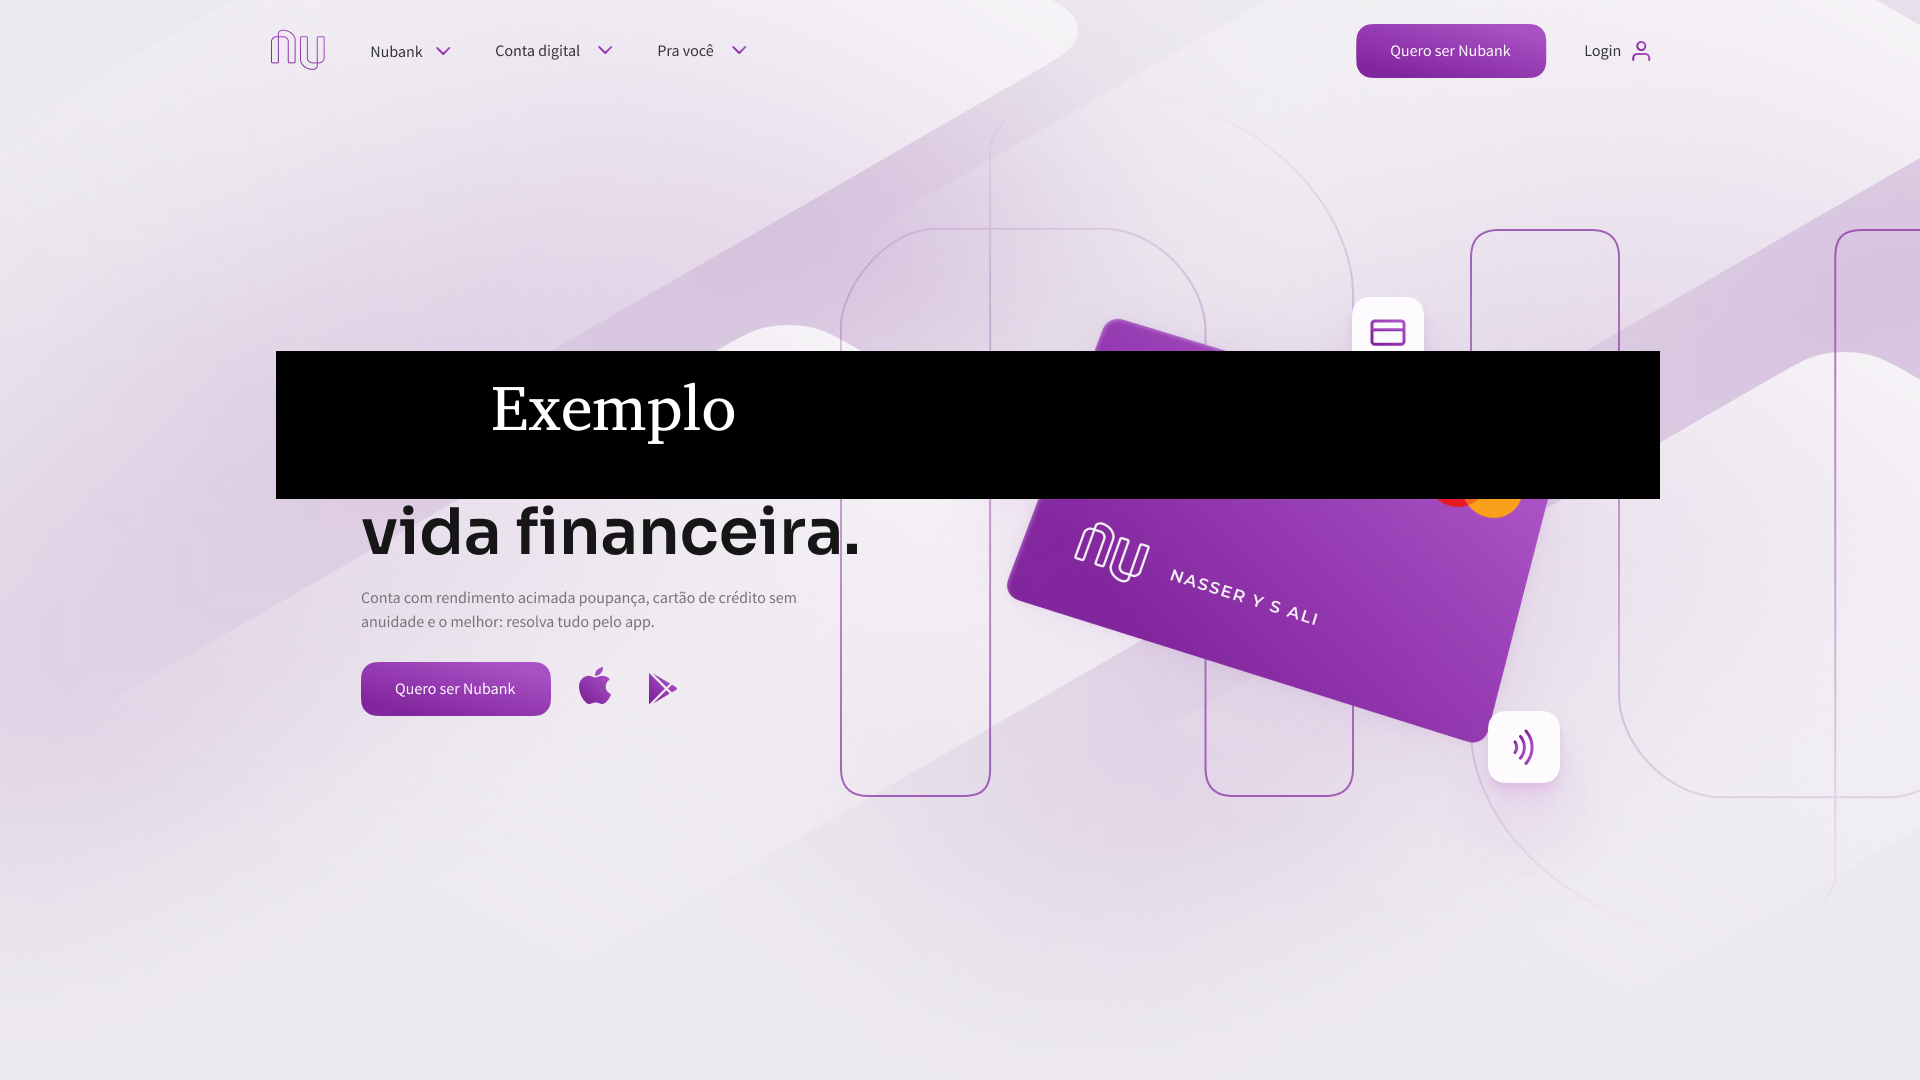 nu
Nubank
Conta digital
Pra você
Quero ser Nubank
Login
Exemplo
vida financeira.
Conta com rendimento acimada poupança, cartão de crédito sem
anuidade e o melhor: resolva tudo pelo app.
Quero ser Nubank
nu
NASSER Y S ALI